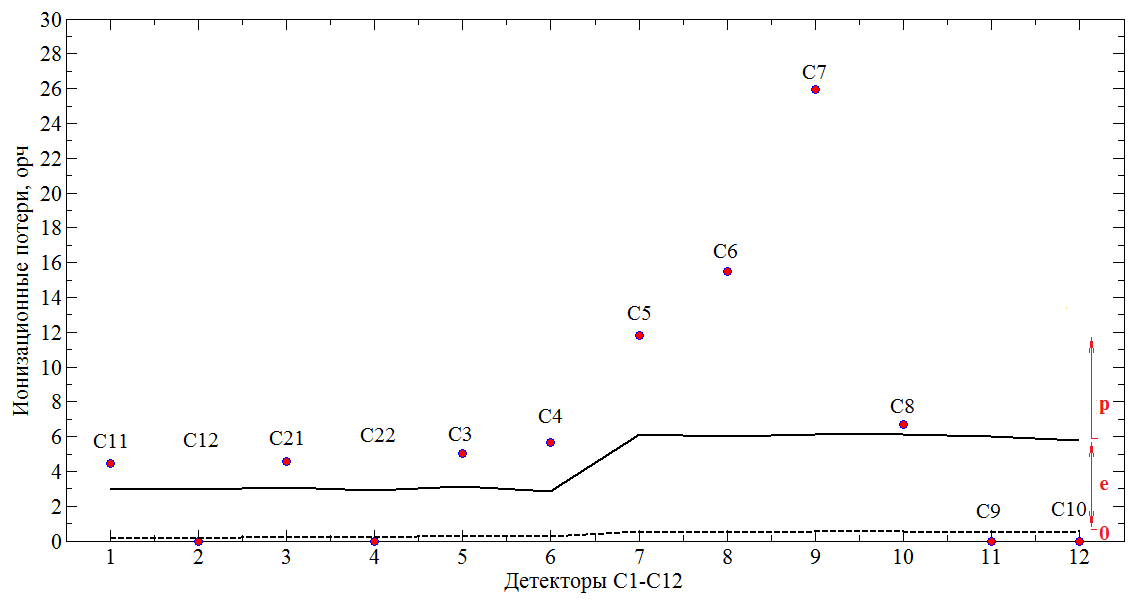 Ионизационные потери, орч
30
28
26
24
22
20
18
16
14
12
10
8
6
4
2
0
C11
C12
C21
C22
C3
C4
C5
C6
C7
C8
C9
C10
p
e
0
1 2 3 4 5 6 7 8 9 10 11 12
Детекторы C1-C12